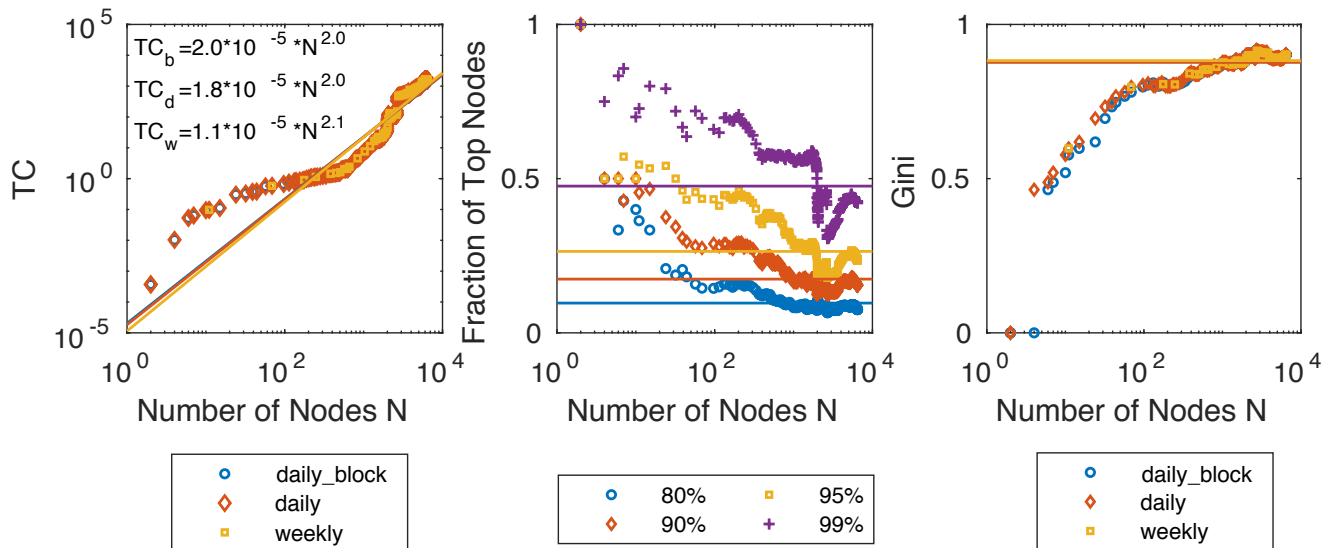 10^5
TC_b=2.0*10^-5*N^2.0
TC_d=1.8*10^-5*N^2.0
TC_w=1.1*10^-5*N^2.1
10^0
10^-5
TC
10^0 10^2 10^4
Number of Nodes N
daily_block
daily
weekly
1
0.5
0
Fraction of Top Nodes
10^0 10^2 10^4
Number of Nodes N
80% 95%
90% 99%
1
0.5
0
Gini
10^0 10^2 10^4
Number of Nodes N
daily_block
daily
weekly